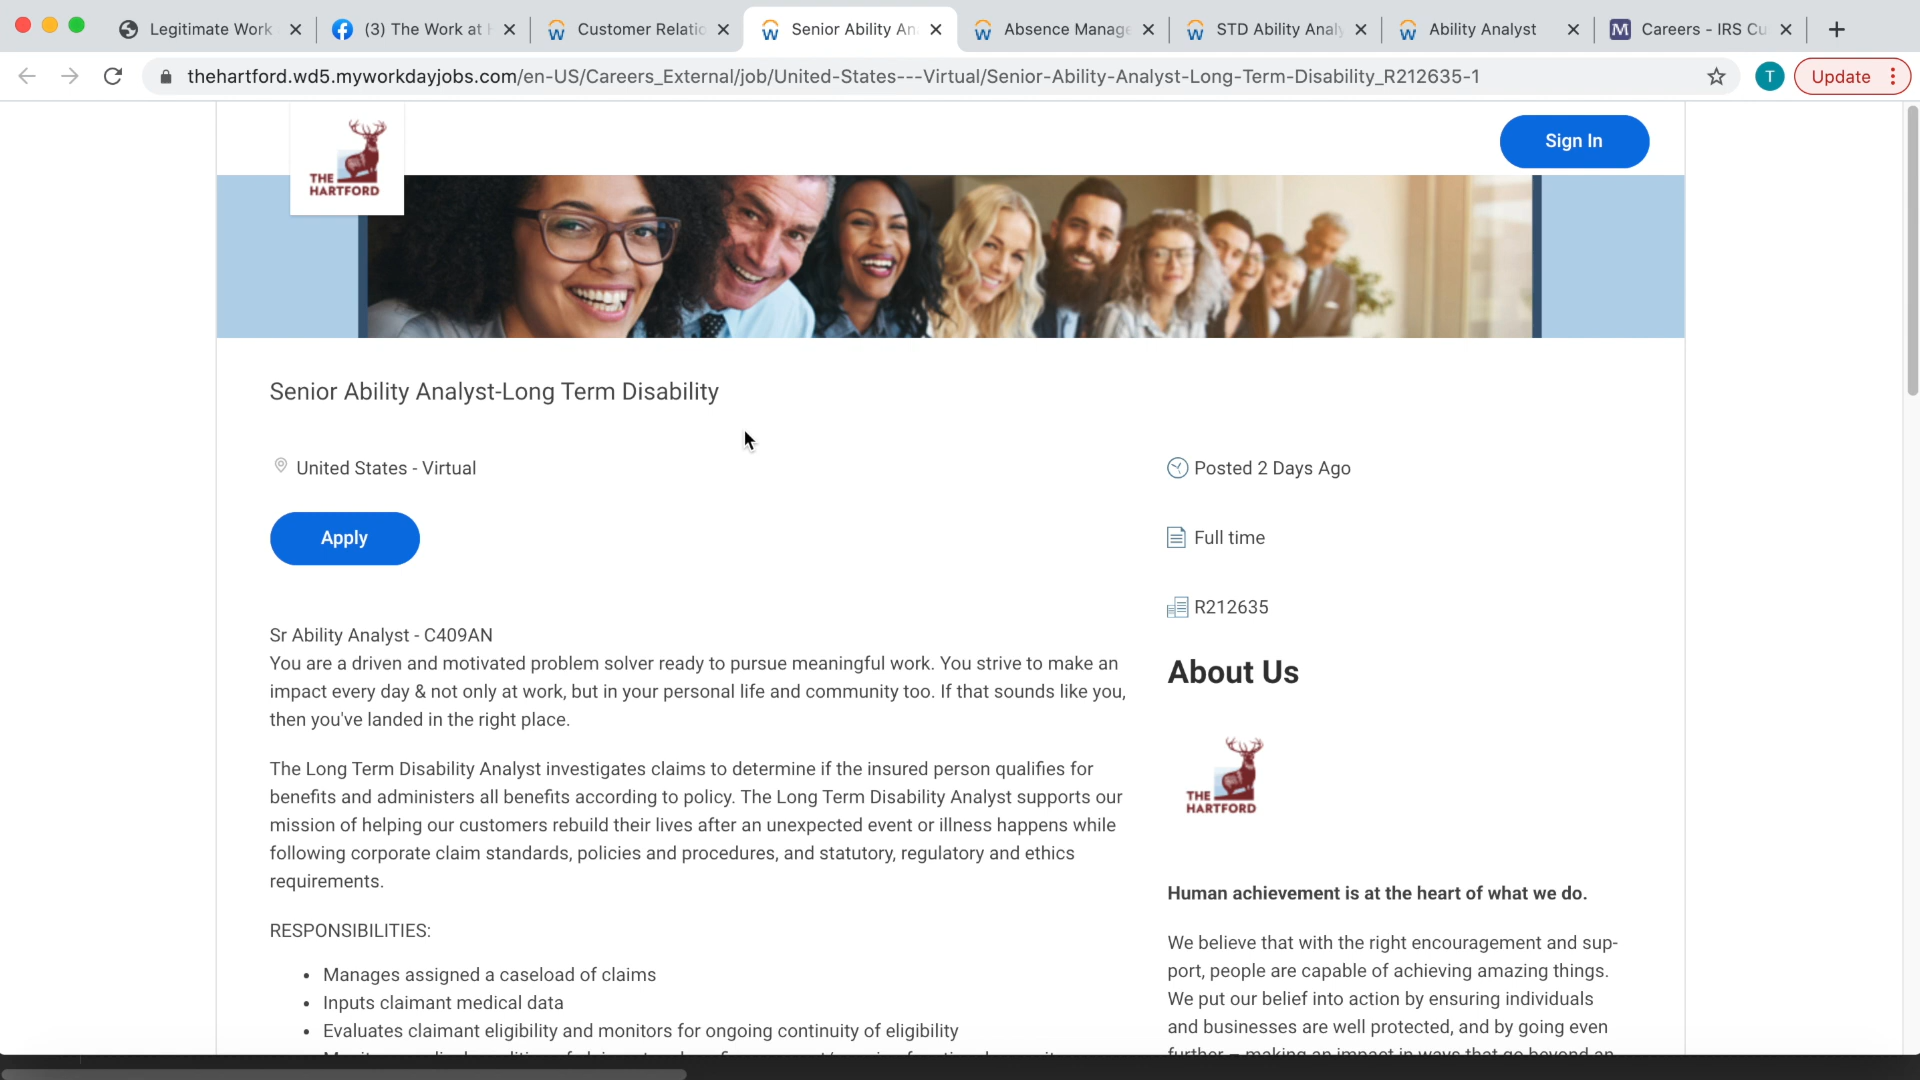 Legitimate Work
(3) The Work at H
Customer Relatio
Senior Ability An
Absence Manage
STD Ability Analy
Ability Analyst
M Careers - IRS Cu
thehartford.wd5.myworkdayjobs.com/en-US/Careers_External/job/United-States---Virtual/Senior-Ability-Analyst-Long-Term-Disability_R212635-1
T
Update
THE
HARTFORD
Sign In
Senior Ability Analyst-Long Term Disability
United States - Virtual
Apply
Posted 2 Days Ago
Full time
R212635
Sr Ability Analyst - C409AN
You are a driven and motivated problem solver ready to pursue meaningful work. You strive to make an
impact every day & not only at work, but in your personal life and community too. If that sounds like you,
then you've landed in the right place.
The Long Term Disability Analyst investigates claims to determine if the insured person qualifies for
benefits and administers all benefits according to policy. The Long Term Disability Analyst supports our
mission of helping our customers rebuild their lives after an unexpected event or illness happens while
following corporate claim standards, policies and procedures, and statutory, regulatory and ethics
requirements.
RESPONSIBILITIES:
• Manages assigned a caseload of claims
• Inputs claimant medical data
• Evaluates claimant eligibility and monitors for ongoing continuity of eligibility
About Us
THE
HARTFORD
Human achievement is at the heart of what we do.
We believe that with the right encouragement and sup-
port, people are capable of achieving amazing things.
We put our belief into action by ensuring individuals
and businesses are well protected, and by going even
further – making an impact in ways that go beyond an